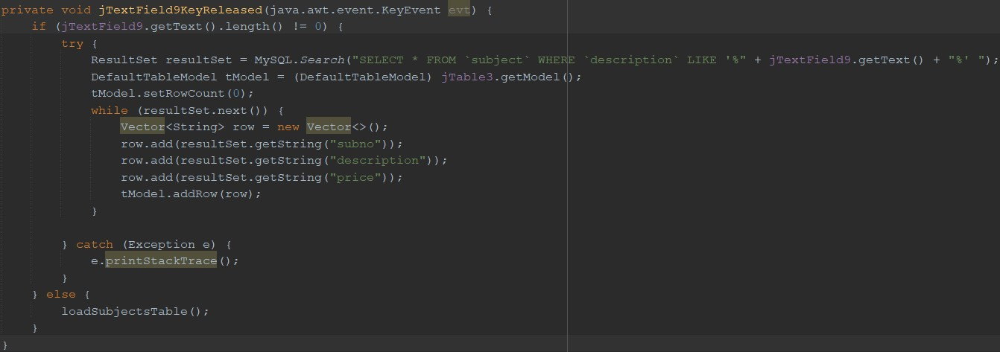 private void jTextField9KeyReleased(java.awt.event.KeyEvent evt) {
    if (jTextField9.getText().length() != 0) {
        try {
            ResultSet resultSet = MySQL.Search("SELECT * FROM `subject` WHERE `description` LIKE '%" + jTextField9.getText() + "%' ");
            DefaultTableModel tModel = (DefaultTableModel) jTable3.getModel();
            tModel.setRowCount(0);
            while (resultSet.next()) {
                Vector<String> row = new Vector<>();
                row.add(resultSet.getString("subno"));
                row.add(resultSet.getString("description"));
                row.add(resultSet.getString("price"));
                tModel.addRow(row);
            }

        } catch (Exception e) {
            e.printStackTrace();
        }
    } else {
        loadSubjectsTable();
    }
}